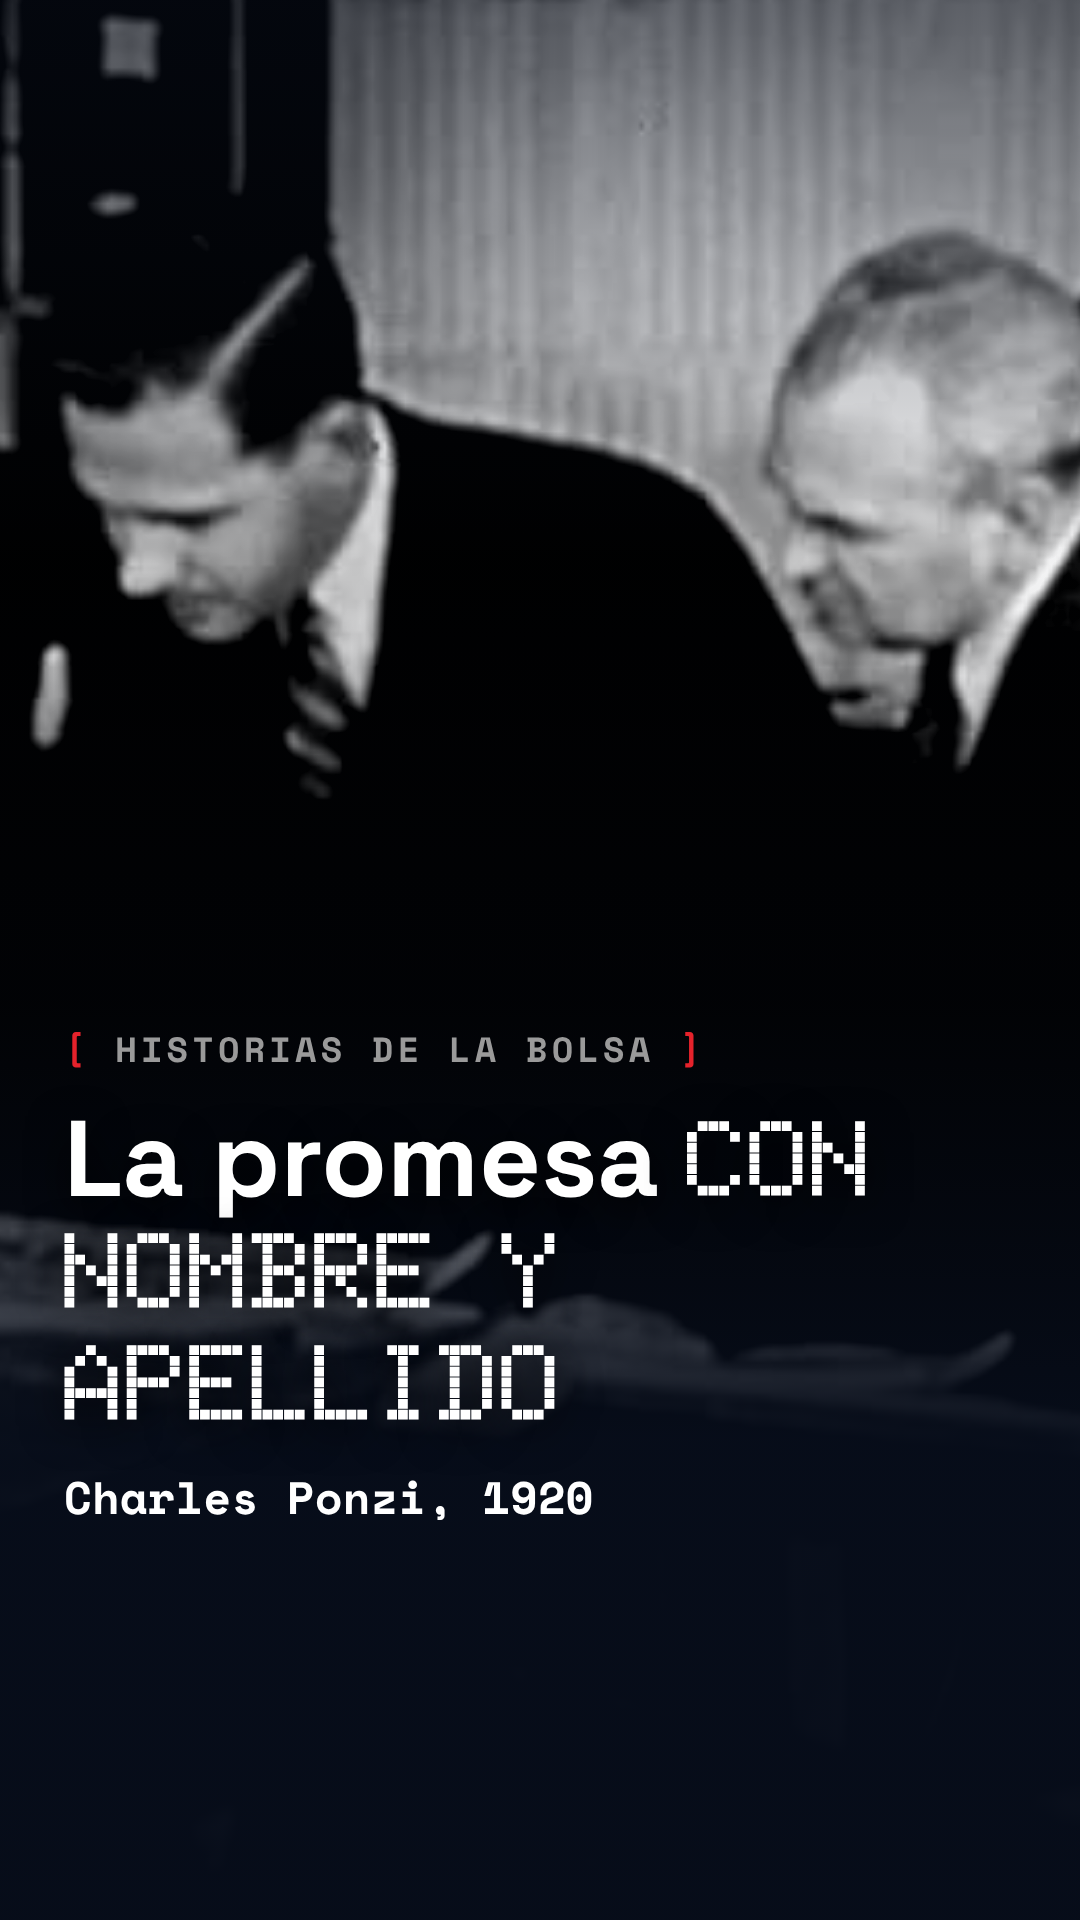 [ HISTORIAS DE LA BOLSA ]
La promesa CON
NOMBRE Y
APELLIDO
Charles Ponzi, 1920